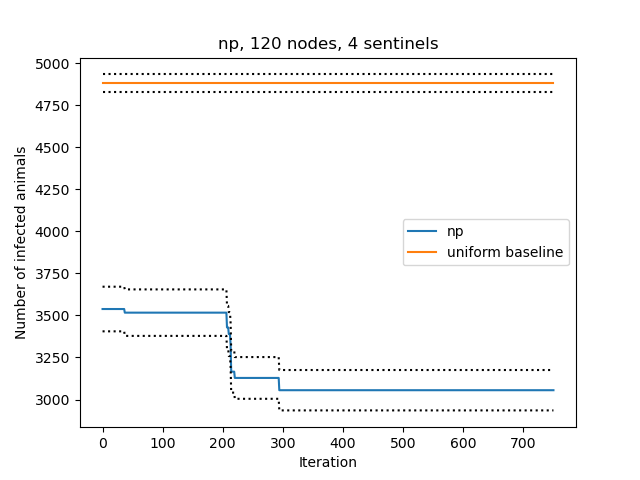 np, 120 nodes, 4 sentinels
5000
4750
4500
4250
4000
3750
3500
3250
3000
Number of infected animals
np
uniform baseline
0 100 200 300 400 500 600 700
Iteration